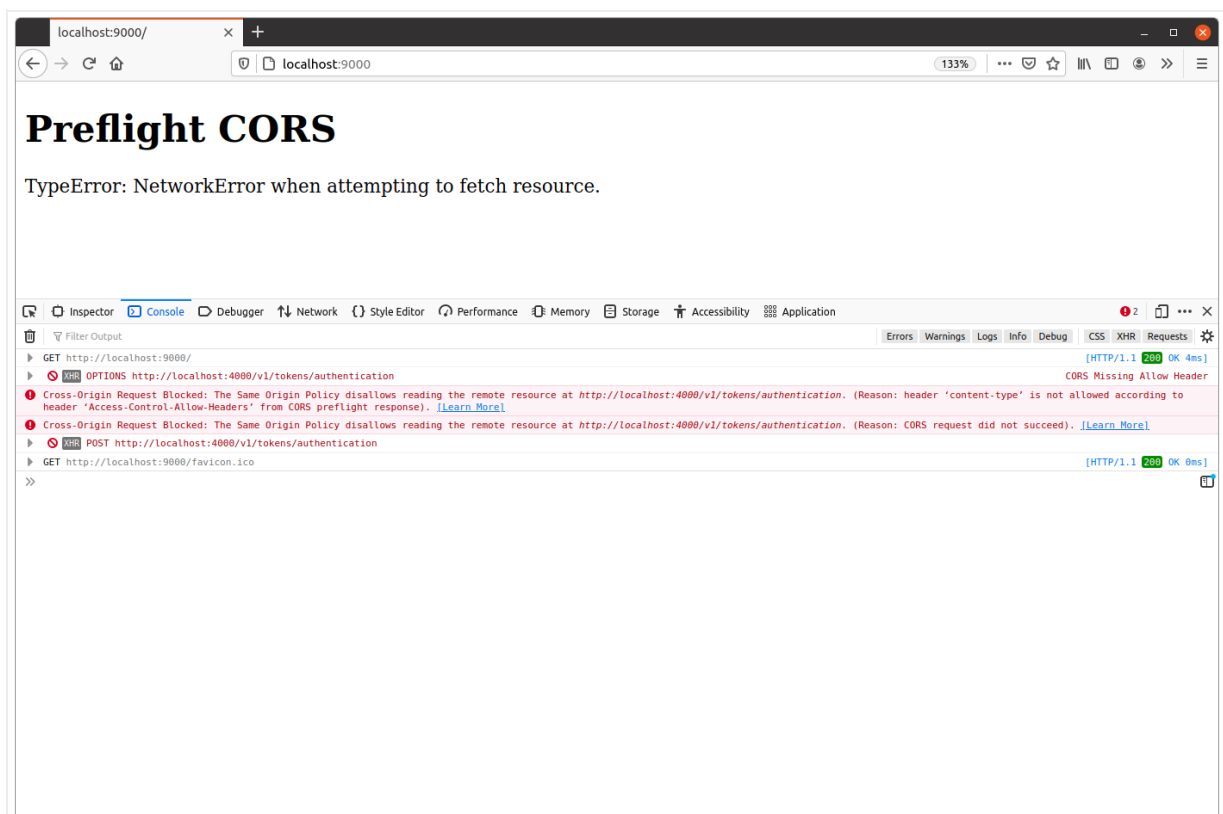 localhost:9000/
localhost:9000
133%
Preflight CORS
TypeError: NetworkError when attempting to fetch resource.
Inspector Console Debugger Network Style Editor Performance Memory Storage Accessibility Application 2
Filter Output Errors Warnings Logs Info Debug CSS XHR Requests
GET http://localhost:9000/ [HTTP/1.1 200 OK 4ms]
XHR OPTIONS http://localhost:4000/v1/tokens/authentication CORS Missing Allow Header
Cross-Origin Request Blocked: The Same Origin Policy disallows reading the remote resource at http://localhost:4000/v1/tokens/authentication. (Reason: header ‘content-type’ is not allowed according to
header ‘Access-Control-Allow-Headers’ from CORS preflight response). [Learn More]
Cross-Origin Request Blocked: The Same Origin Policy disallows reading the remote resource at http://localhost:4000/v1/tokens/authentication. (Reason: CORS request did not succeed). [Learn More]
XHR POST http://localhost:4000/v1/tokens/authentication
GET http://localhost:9000/favicon.ico [HTTP/1.1 200 OK 0ms]